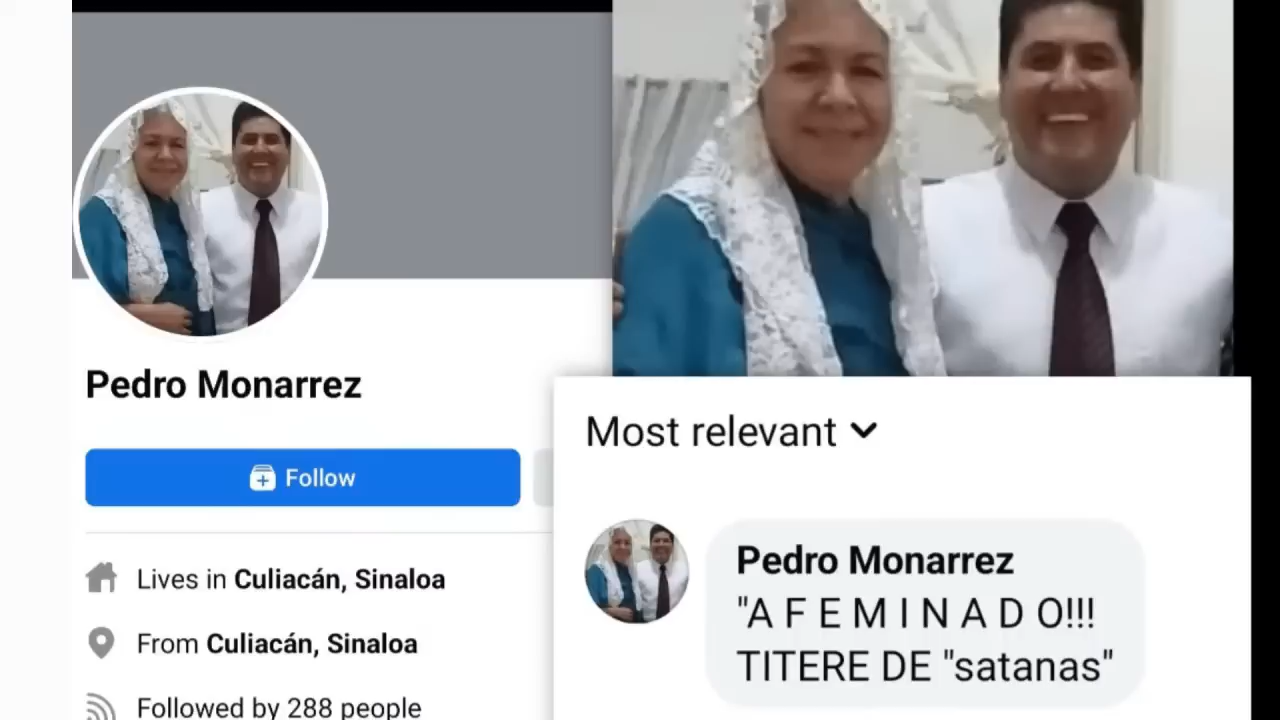 Pedro Monarrez
Follow
Lives in Culiacán, Sinaloa
From Culiacán, Sinaloa
Followed by 288 people
Most relevant
Pedro Monarrez
"A F E M I N A D O!!!
TITERE DE "satanas"